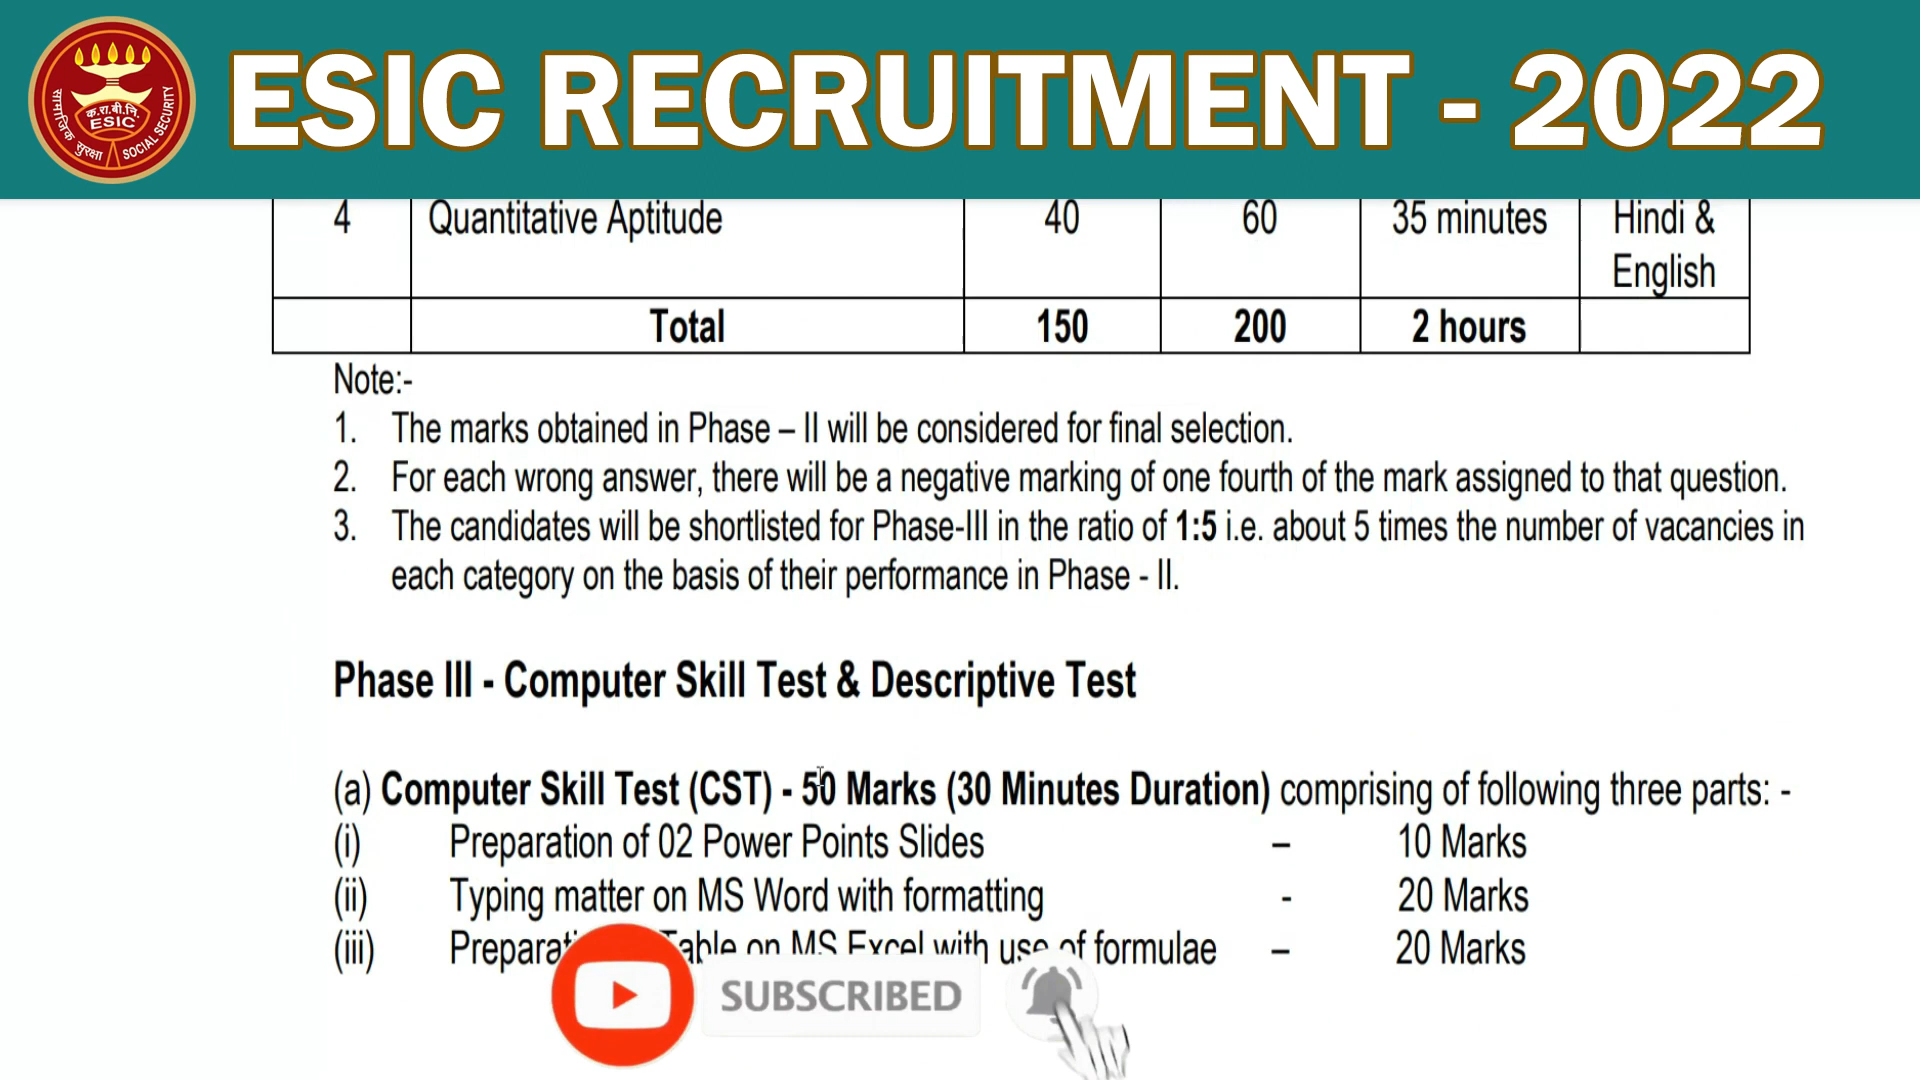 ESIC RECRUITMENT - 2022
सामाजिक सुरक्षा
क.रा.बी.नि.
ESIC
SOCIAL SECURITY
4 Quantitative Aptitude 40 60 35 minutes Hindi &
English
Total 150 200 2 hours
Note:-
1. The marks obtained in Phase – II will be considered for final selection.
2. For each wrong answer, there will be a negative marking of one fourth of the mark assigned to that question.
3. The candidates will be shortlisted for Phase-III in the ratio of 1:5 i.e. about 5 times the number of vacancies in
each category on the basis of their performance in Phase - II.
Phase III - Computer Skill Test & Descriptive Test
(a) Computer Skill Test (CST) - 50 Marks (30 Minutes Duration) comprising of following three parts: -
(i) Preparation of 02 Power Points Slides – 10 Marks
(ii) Typing matter on MS Word with formatting - 20 Marks
(iii) Table on MS Excel with use of formulae – 20 Marks
SUBSCRIBED